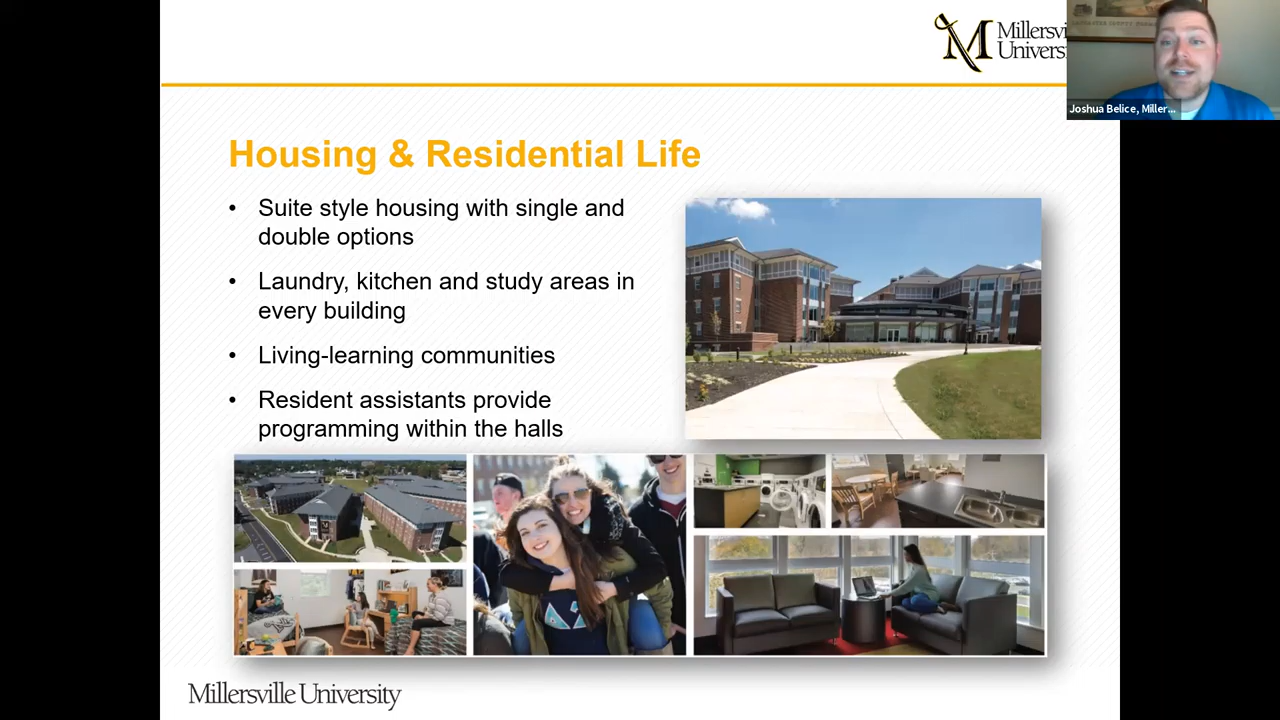 Millersvi
Univers
Joshua Belice, Miller...
Housing & Residential Life
• Suite style housing with single and
double options
• Laundry, kitchen and study areas in
every building
• Living-learning communities
• Resident assistants provide
programming within the halls
Millersville University